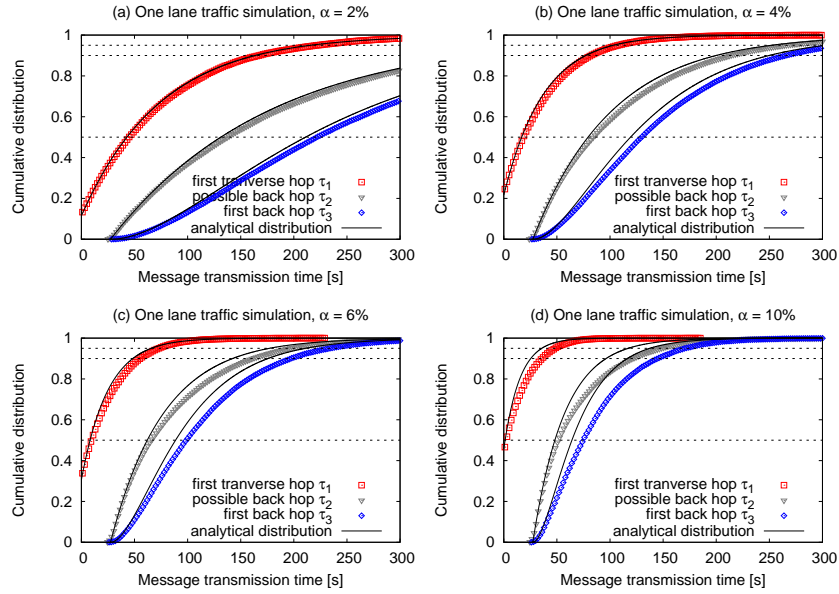 (a) One lane traffic simulation, α = 2%
Cumulative distribution
1
0.8
0.6
0.4
0.2
0
first tranverse hop τ1
possible back hop τ2
first back hop τ3
analytical distribution
0 50 100 150 200 250 300
Message transmission time [s]
(b) One lane traffic simulation, α = 4%
Cumulative distribution
1
0.8
0.6
0.4
0.2
0
first tranverse hop τ1
possible back hop τ2
first back hop τ3
analytical distribution
0 50 100 150 200 250 300
Message transmission time [s]
(c) One lane traffic simulation, α = 6%
Cumulative distribution
1
0.8
0.6
0.4
0.2
0
first tranverse hop τ1
possible back hop τ2
first back hop τ3
analytical distribution
0 50 100 150 200 250 300
Message transmission time [s]
(d) One lane traffic simulation, α = 10%
Cumulative distribution
1
0.8
0.6
0.4
0.2
0
first tranverse hop τ1
possible back hop τ2
first back hop τ3
analytical distribution
0 50 100 150 200 250 300
Message transmission time [s]